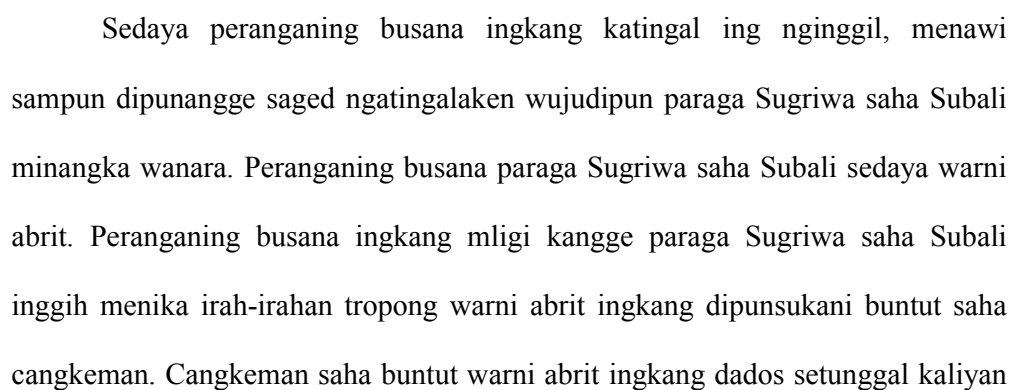 Sedaya peranganing busana ingkang katingal ing nginggil, menawi
sampun dipunangge saged ngatingalaken wujudipun paraga Sugriwa saha Subali
minangka wanara. Peranganing busana paraga Sugriwa saha Subali sedaya warni
abrit. Peranganing busana ingkang mligi kangge paraga Sugriwa saha Subali
inggih menika irah-irahan tropong warni abrit ingkang dipunsukani buntut saha
cangkeman. Cangkeman saha buntut warni abrit ingkang dados setunggal kaliyan